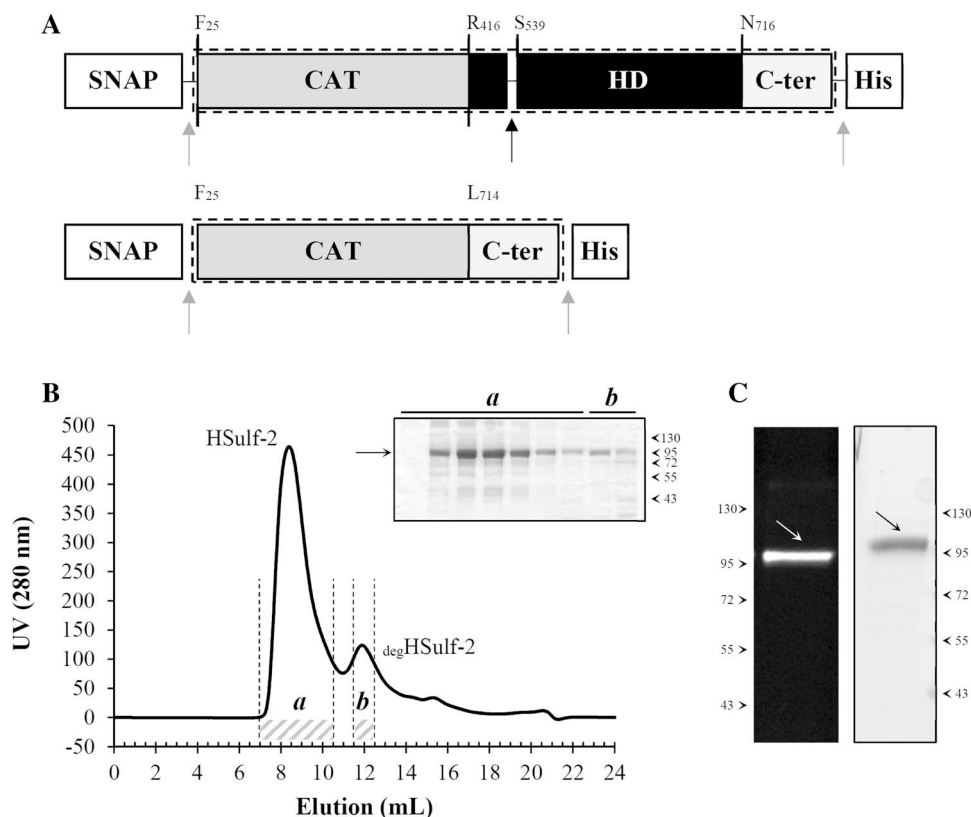 A
F25 R416 S539 N716
SNAP CAT HD C-ter His
F25 L714
SNAP CAT C-ter His
B
a b
130
95
72
55
43
HSulf-2
degHSulf-2
a b
UV (280 nm)
500
450
400
350
300
250
200
150
100
50
0
-50
0 2 4 6 8 10 12 14 16 18 20 22 24
Elution (mL)
C
130
95
72
55
43
130
95
72
55
43